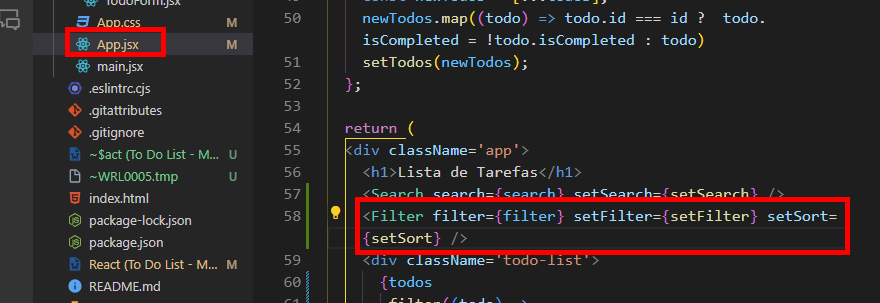 TodoForm.jsx
App.css M
App.jsx M
main.jsx
.eslintrc.cjs
.gitattributes
.gitignore
~$act (To Do List - M... U
~WRL0005.tmp U
index.html
package-lock.json
package.json
React (To Do List - M... M
README.md
50 newTodos.map((todo) => todo.id === id ? todo.
isCompleted = !todo.isCompleted : todo)
51 setTodos(newTodos);
52 };
53
54 return (
55 <div className='app'>
56 <h1>Lista de Tarefas</h1>
57 <Search search={search} setSearch={setSearch} />
58 <Filter filter={filter} setFilter={setFilter} setSort=
{setSort} />
59 <div className='todo-list'>
60 {todos